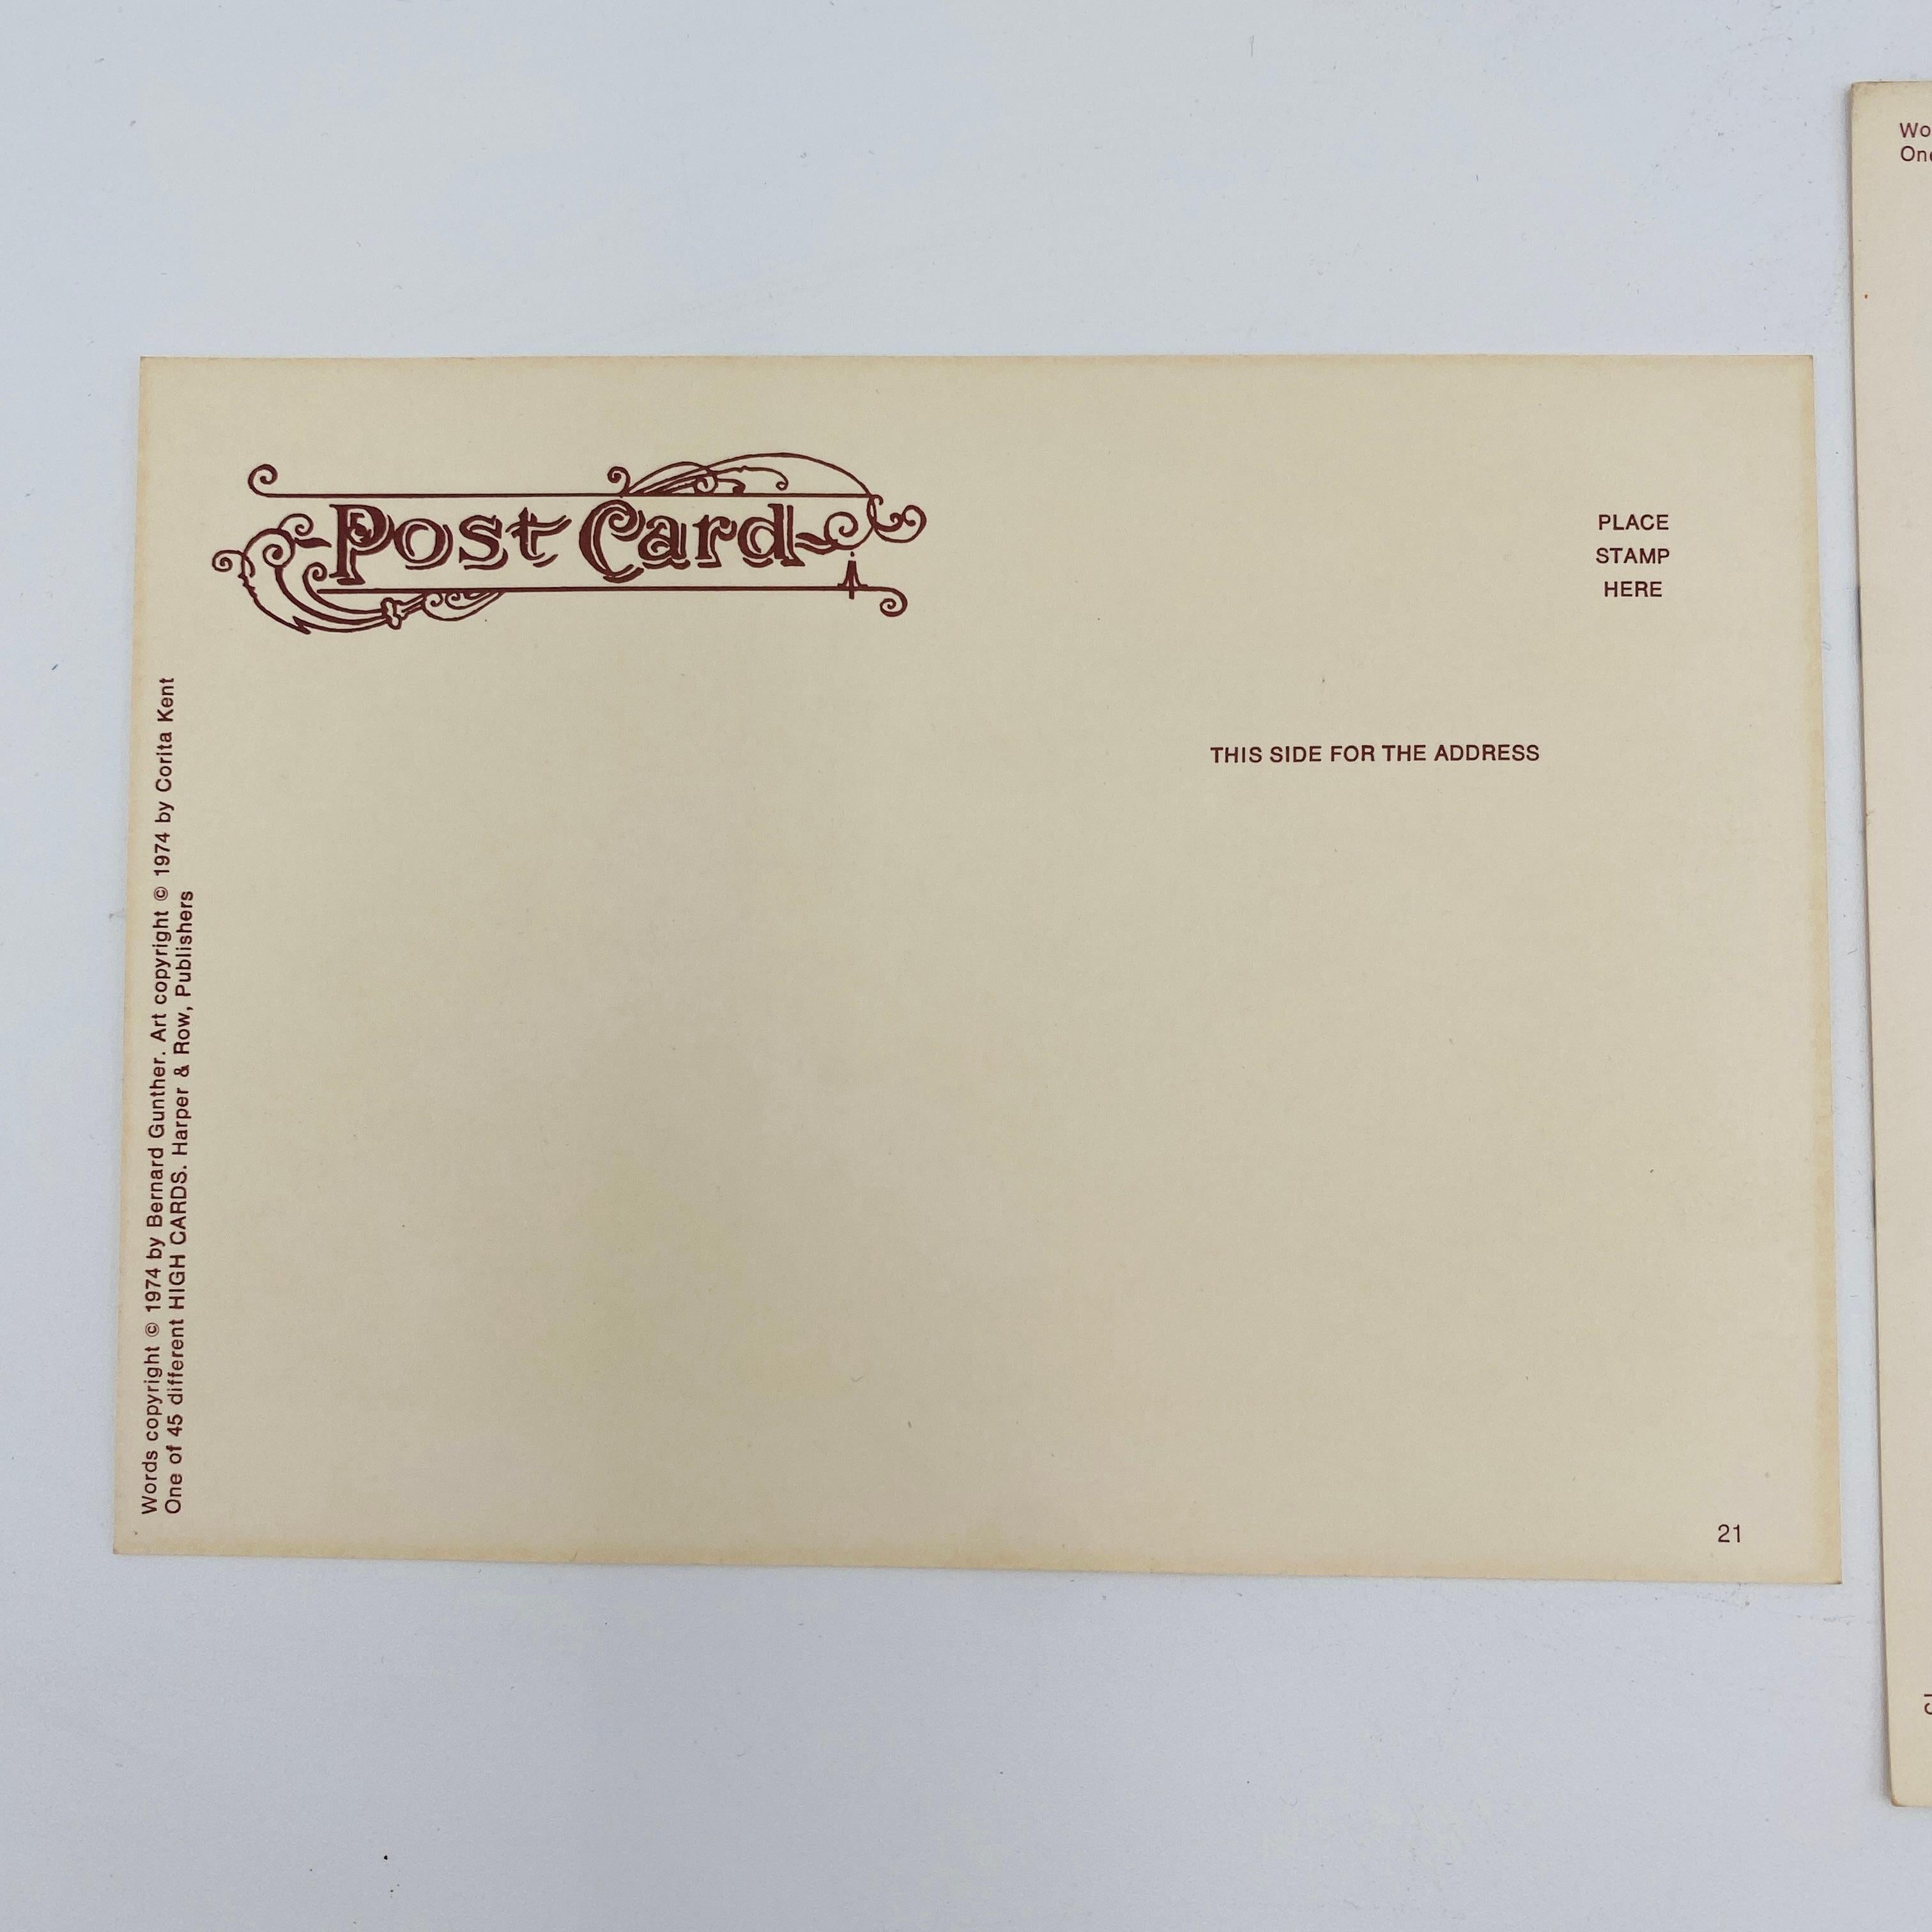 Post Card
PLACE
STAMP
HERE
THIS SIDE FOR THE ADDRESS
Words copyright © 1974 by Bernard Gunther. Art copyright © 1974 by Corita Kent
One of 45 different HIGH CARDS. Harper & Row, Publishers
21
One